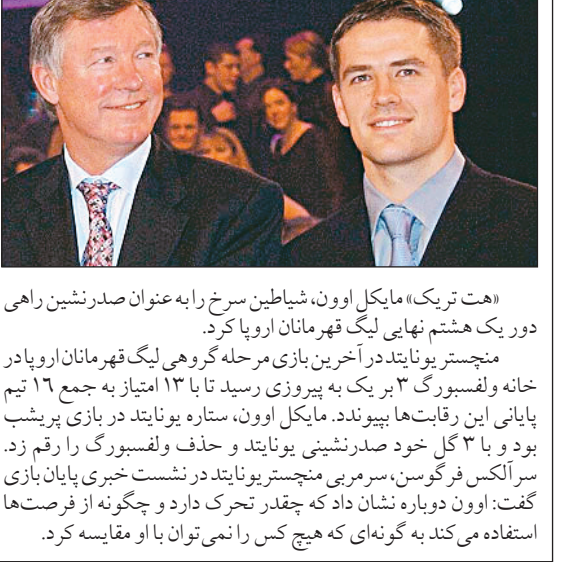 «هت تریک» مایکل اوون، شیاطین سرخ را به عنوان صدرنشین راهی
دور یک هشتم نهایی لیگ قهرمانان اروپا کرد.
منچستر یونایتد در آخرین بازی مرحله گروهی لیگ قهرمانان اروپا در
خانه ولفسبورگ ۳ بر یک به پیروزی رسید تا با ۱۳ امتیاز به جمع ۱۶ تیم
پایانی این رقابت‌ها بپیوندد. مایکل اوون، ستاره یونایتد در بازی پریشب
بود و با ۳ گل خود صدرنشینی یونایتد و حذف ولفسبورگ را رقم زد.
سر آلکس فرگوسن، سرمربی منچستر یونایتد در نشست خبری پایان بازی
گفت: اوون دوباره نشان داد که چقدر تحرک دارد و چگونه از فرصت‌ها
استفاده می‌کند به گونه‌ای که هیچ کس را نمی‌توان با او مقایسه کرد.